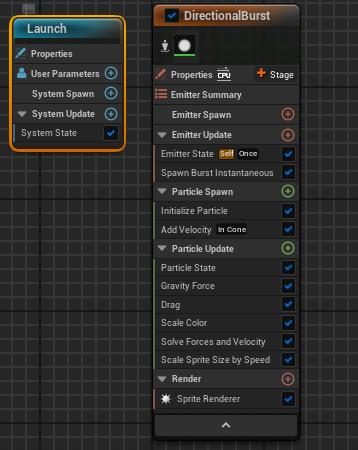 Launch
Properties
User Parameters
System Spawn
System Update
System State
DirectionalBurst
Properties CPU Stage
Emitter Summary
Emitter Spawn
Emitter Update
Emitter State Self Once
Spawn Burst Instantaneous
Particle Spawn
Initialize Particle
Add Velocity In Cone
Particle Update
Particle State
Gravity Force
Drag
Scale Color
Solve Forces and Velocity
Scale Sprite Size by Speed
Render
Sprite Renderer